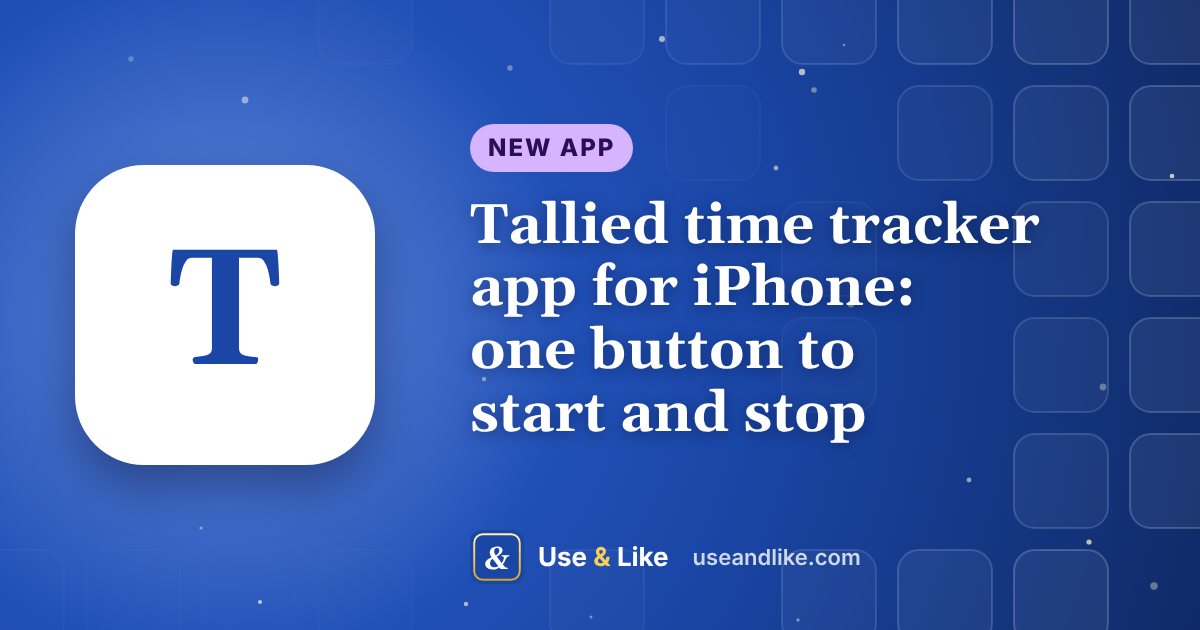 T
NEW APP
Tallied time tracker
app for iPhone:
one button to
start and stop
& Use & Like useandlike.com